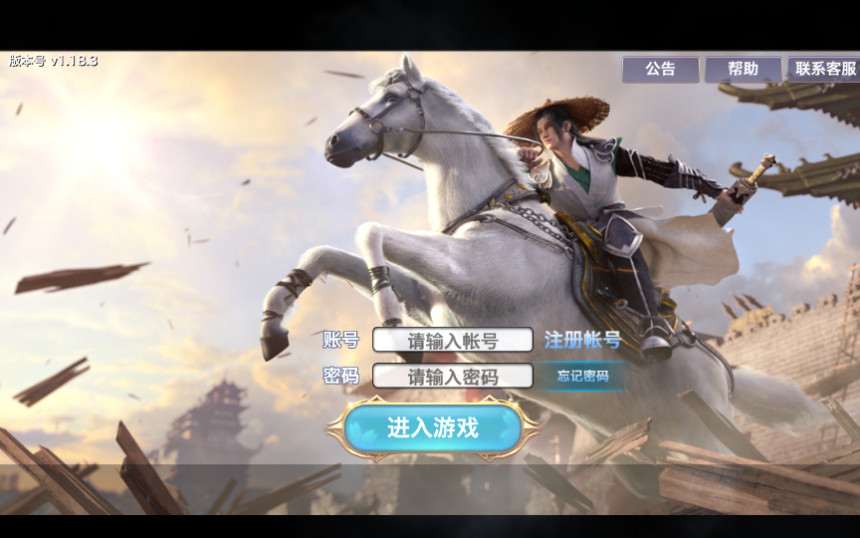 版本号 v1.18.3
公告
帮助
联系客服
账号
请输入帐号
注册帐号
密码
请输入密码
忘记密码
进入游戏